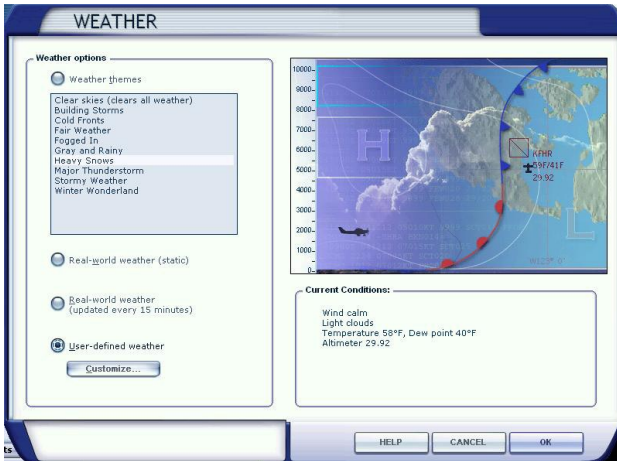 WEATHER
Weather options
Weather themes
Clear skies (clears all weather)
Building Storms
Cold Fronts
Fair Weather
Fogged In
Gray and Rainy
Heavy Snows
Major Thunderstorm
Stormy Weather
Winter Wonderland
Real-world weather (static)
Real-world weather
(updated every 15 minutes)
User-defined weather
Customize...
10000-
9000-
8000-
7000-
6000-
5000-
4000-
3000-
2000-
1000-
0-
H
KFHR
59F/41F
29.92
L
W123° 0'
Current Conditions:
Wind calm
Light clouds
Temperature 58°F, Dew point 40°F
Altimeter 29.92
ts
HELP
CANCEL
OK